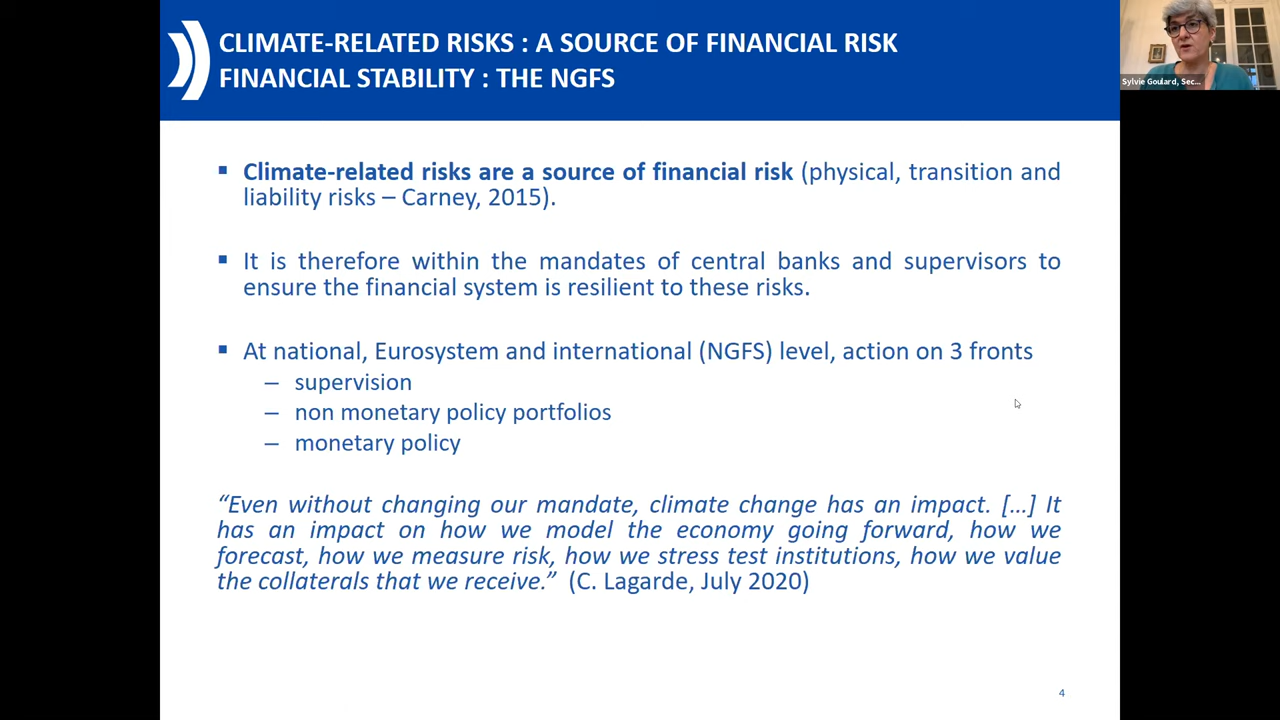 CLIMATE-RELATED RISKS : A SOURCE OF FINANCIAL RISK
FINANCIAL STABILITY : THE NGFS
Sylvie Goulard, Sec...
▪ Climate-related risks are a source of financial risk (physical, transition and
liability risks – Carney, 2015).
▪ It is therefore within the mandates of central banks and supervisors to
ensure the financial system is resilient to these risks.
▪ At national, Eurosystem and international (NGFS) level, action on 3 fronts
– supervision
– non monetary policy portfolios
– monetary policy
“Even without changing our mandate, climate change has an impact. […] It
has an impact on how we model the economy going forward, how we
forecast, how we measure risk, how we stress test institutions, how we value
the collaterals that we receive.” (C. Lagarde, July 2020)
4